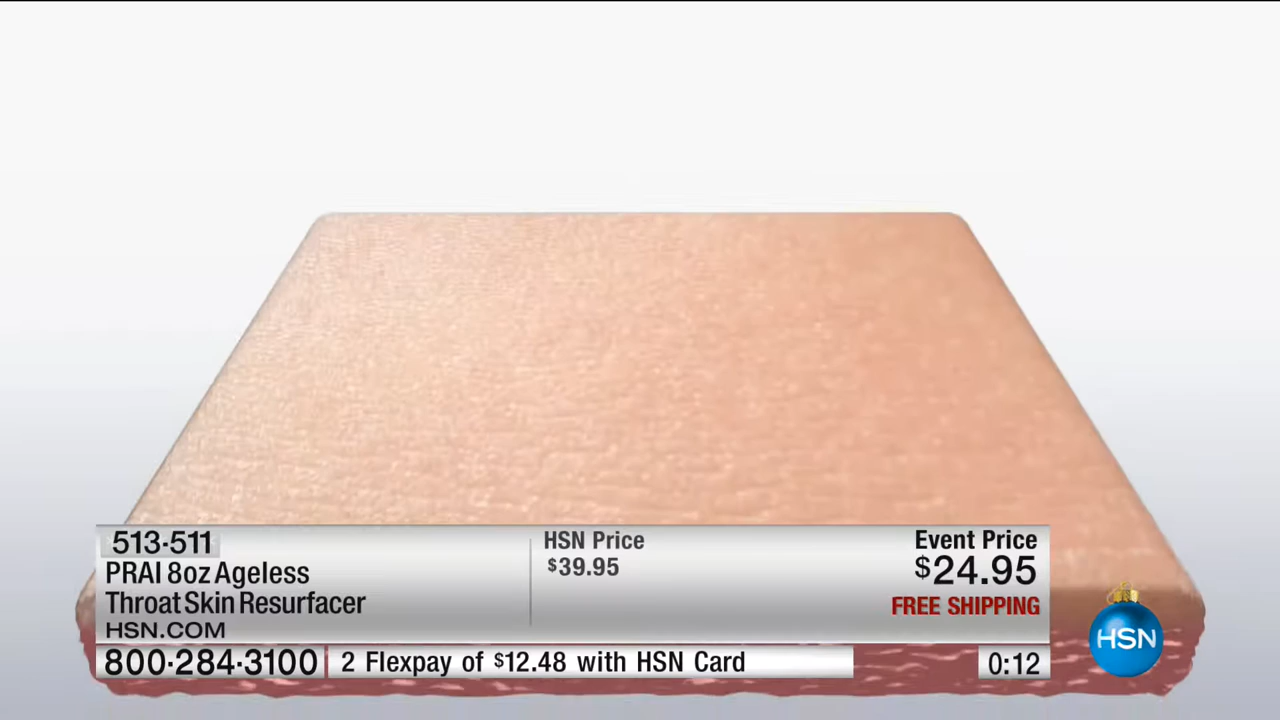 513-511
PRAI 8oz Ageless
Throat Skin Resurfacer
HSN.COM
HSN Price
$39.95
Event Price
$24.95
FREE SHIPPING
800-284-3100
2 Flexpay of $12.48 with HSN Card
0:12
HSN